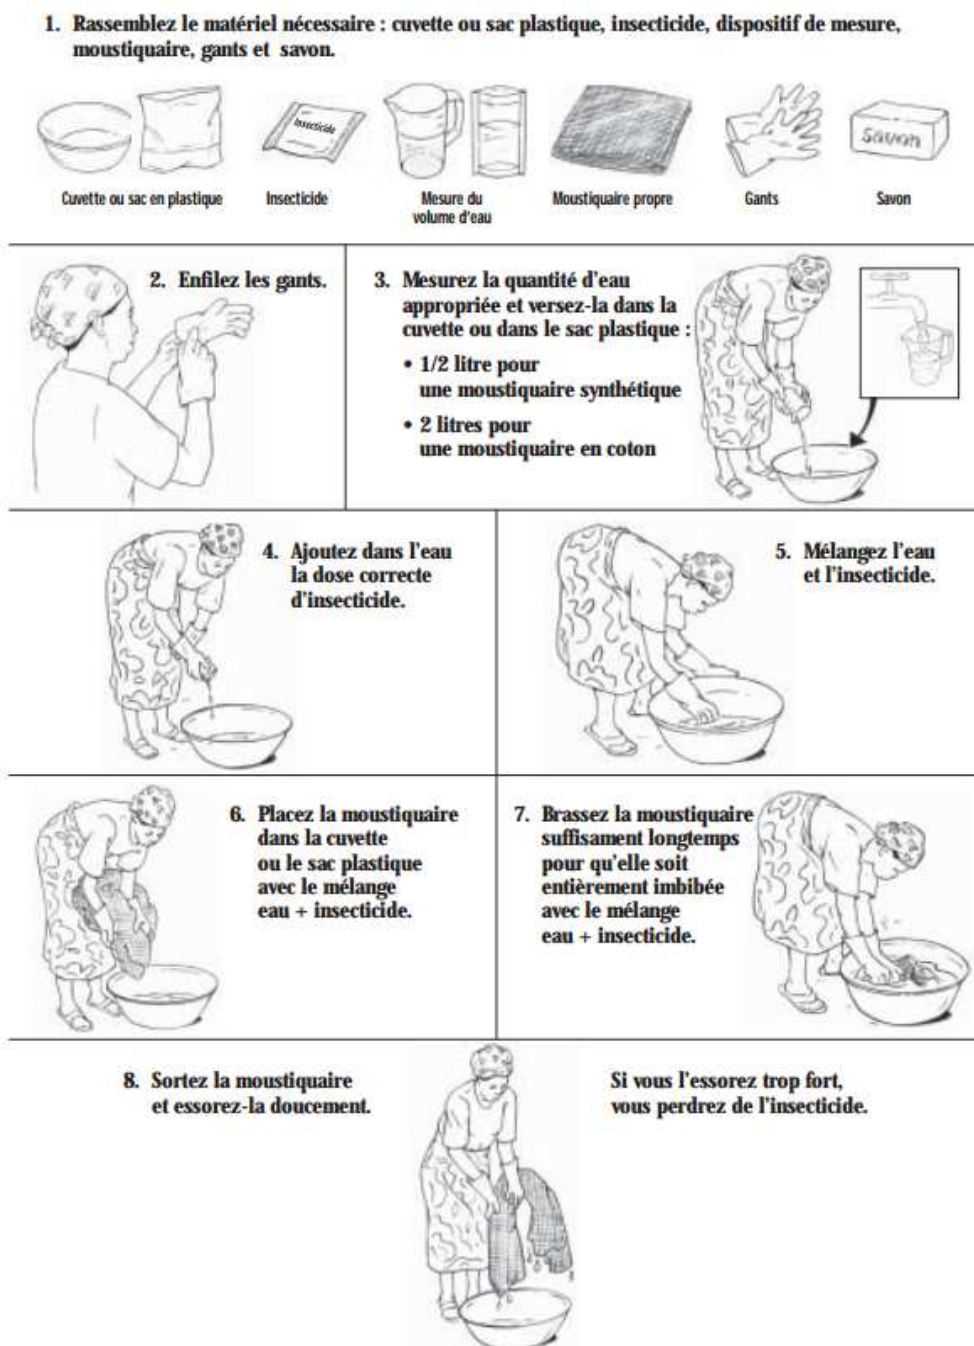 1. Rassemblez le matériel nécessaire : cuvette ou sac plastique, insecticide, dispositif de mesure,
moustiquaire, gants et savon.
Insecticide
Savon
Cuvette ou sac en plastique
Insecticide
Mesure du
volume d'eau
Moustiquaire propre
Gants
Savon
2. Enfilez les gants.
3. Mesurez la quantité d'eau
appropriée et versez-la dans la
cuvette ou dans le sac plastique :
• 1/2 litre pour
une moustiquaire synthétique
• 2 litres pour
une moustiquaire en coton
4. Ajoutez dans l'eau
la dose correcte
d'insecticide.
5. Mélangez l'eau
et l'insecticide.
6. Placez la moustiquaire
dans la cuvette
ou le sac plastique
avec le mélange
eau + insecticide.
7. Brassez la moustiquaire
suffisament longtemps
pour qu'elle soit
entièrement imbibée
avec le mélange
eau + insecticide.
8. Sortez la moustiquaire
et essorez-la doucement.
Si vous l'essorez trop fort,
vous perdrez de l'insecticide.